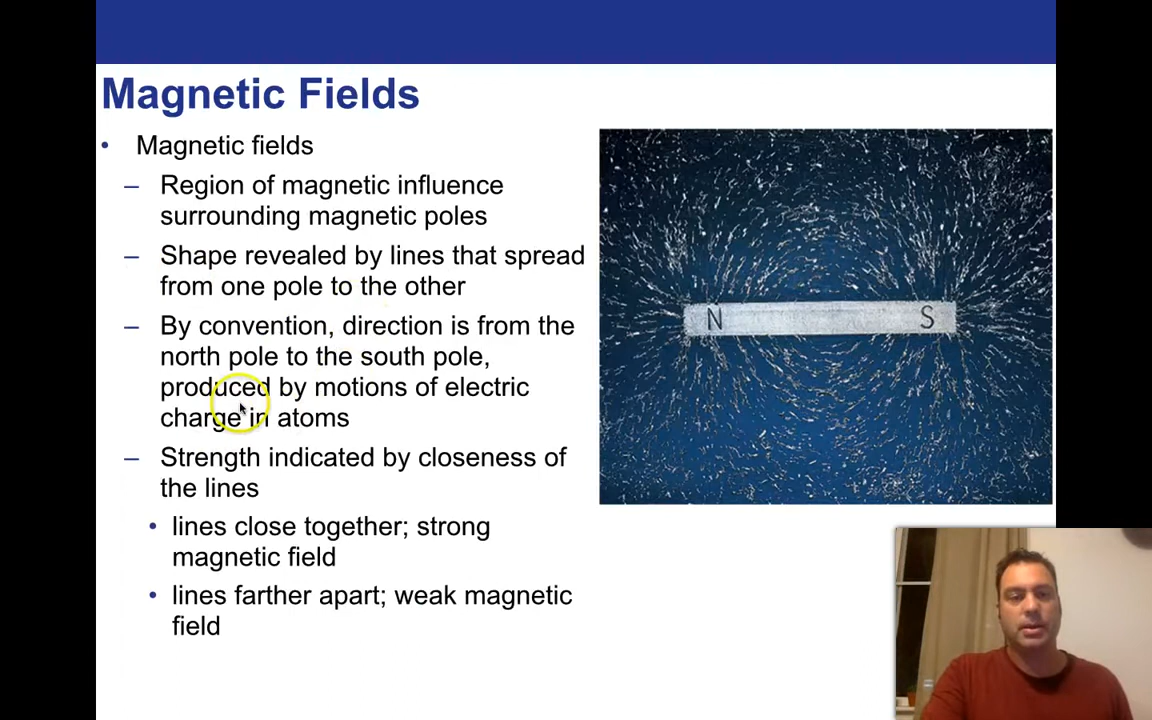 Magnetic Fields
• Magnetic fields
– Region of magnetic influence
surrounding magnetic poles
– Shape revealed by lines that spread
from one pole to the other
– By convention, direction is from the
north pole to the south pole,
produced by motions of electric
charge in atoms
– Strength indicated by closeness of
the lines
• lines close together; strong
magnetic field
• lines farther apart; weak magnetic
field
N S